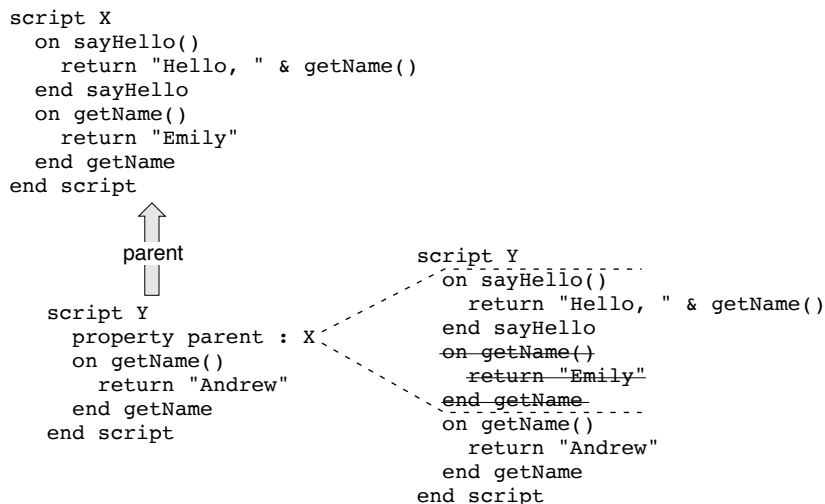 script X
  on sayHello()
    return "Hello, " & getName()
  end sayHello
  on getName()
    return "Emily"
  end getName
end script
parent
script Y
  property parent : X
  on getName()
    return "Andrew"
  end getName
end script
script Y
  on sayHello()
    return "Hello, " & getName()
  end sayHello
  on getName()
    return "Emily"
  end getName
  on getName()
    return "Andrew"
  end getName
end script